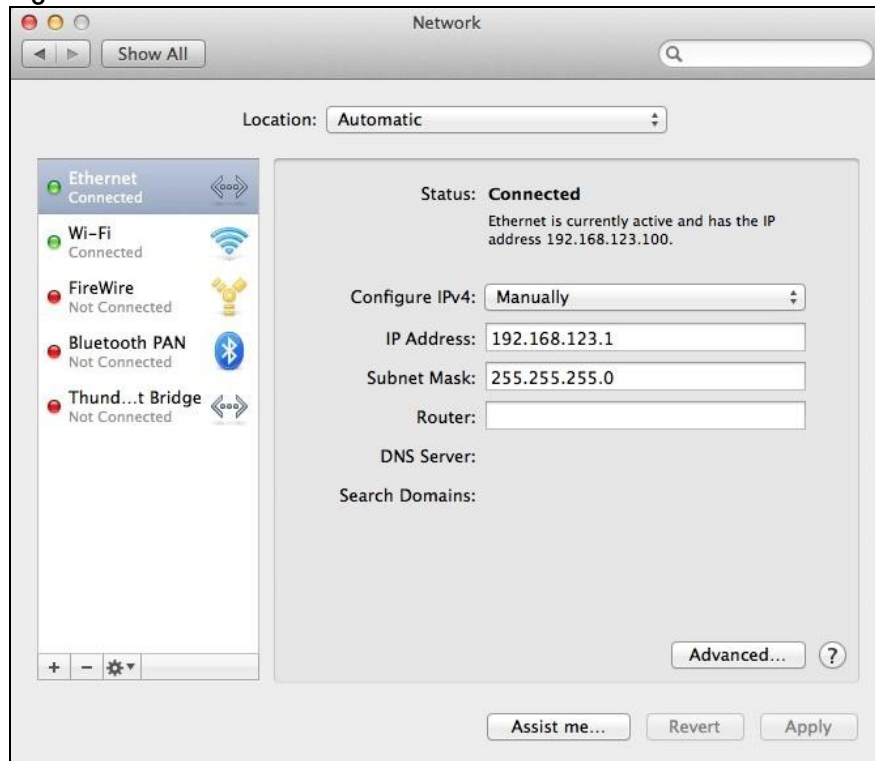 Network
Show All
Location: Automatic
Ethernet
Connected
Wi-Fi
Connected
FireWire
Not Connected
Bluetooth PAN
Not Connected
Thund...t Bridge
Not Connected
Status: Connected
Ethernet is currently active and has the IP
address 192.168.123.100.
Configure IPv4: Manually
IP Address: 192.168.123.1
Subnet Mask: 255.255.255.0
Router:
DNS Server:
Search Domains:
Advanced... ?
Assist me... Revert Apply